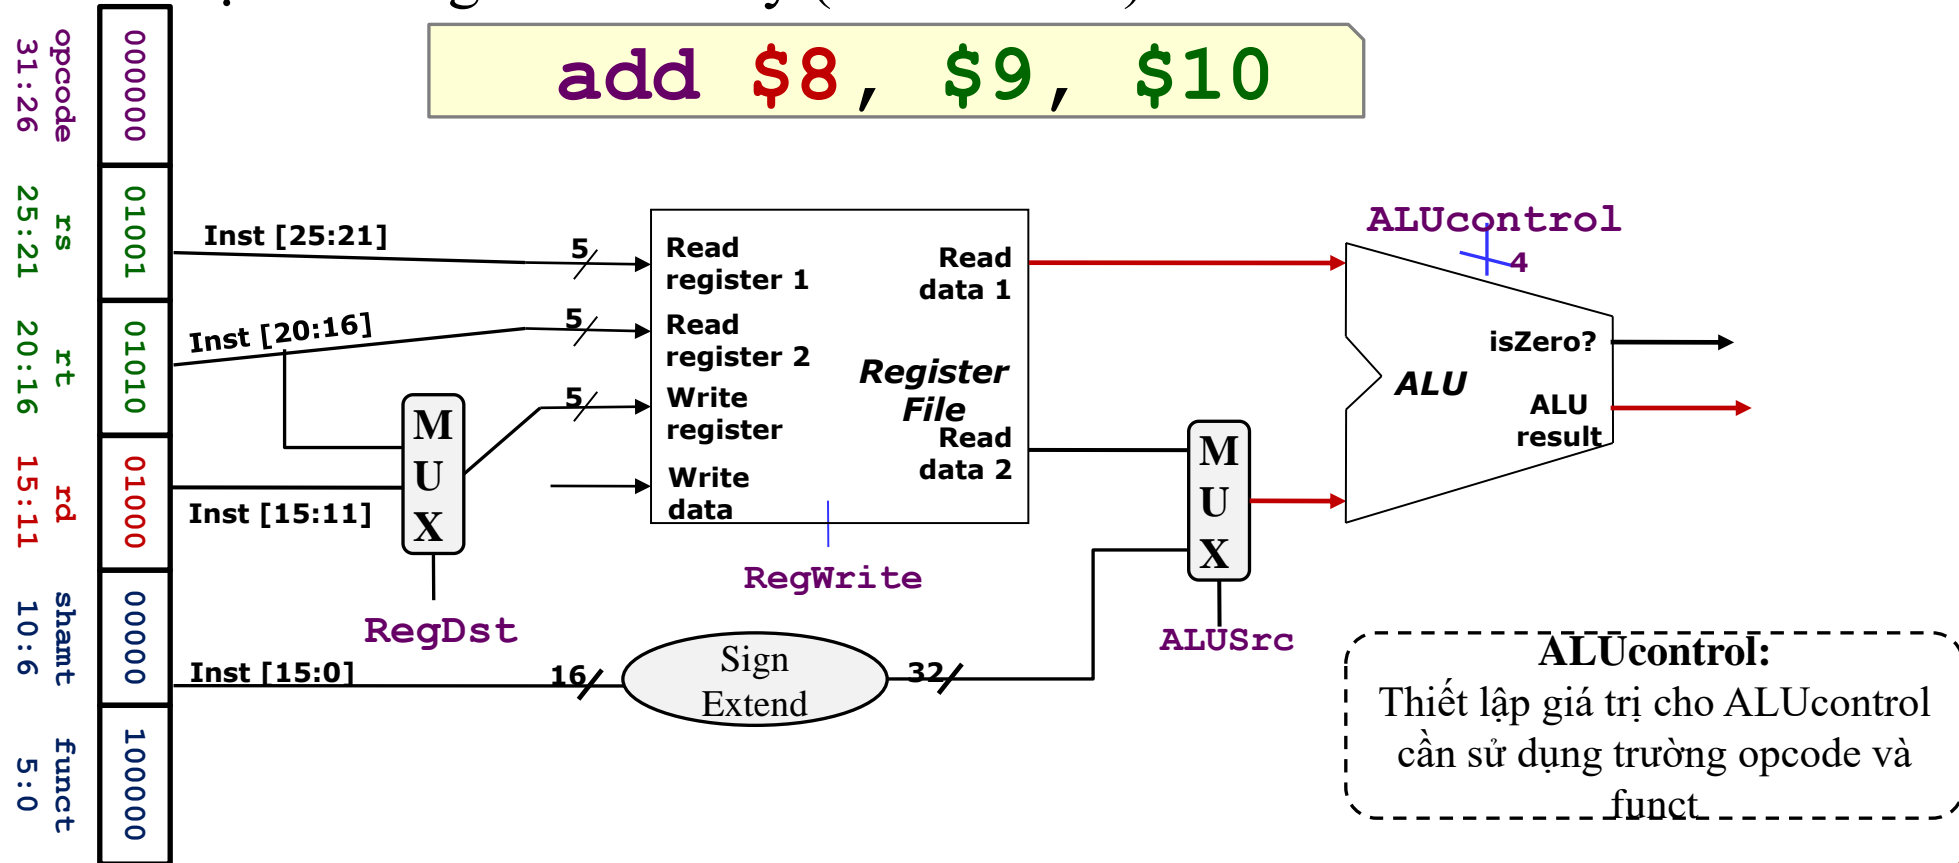 add $8, $9, $10
opcode
31:26
000000
rs
25:21
01001
rt
20:16
01010
rd
15:11
01000
shamt
10:6
00000
funct
5:0
100000
Inst [25:21]
5
Inst [20:16]
5
5
Inst [15:11]
Inst [15:0]
16
32
M
U
X
RegDst
Read
register 1
Read
register 2
Write
register
Write
data
Register
File
Read
data 1
Read
data 2
RegWrite
Sign
Extend
M
U
X
ALUSrc
ALUcontrol
4
ALU
isZero?
ALU
result
ALUcontrol:
Thiết lập giá trị cho ALUcontrol
cần sử dụng trường opcode và
funct